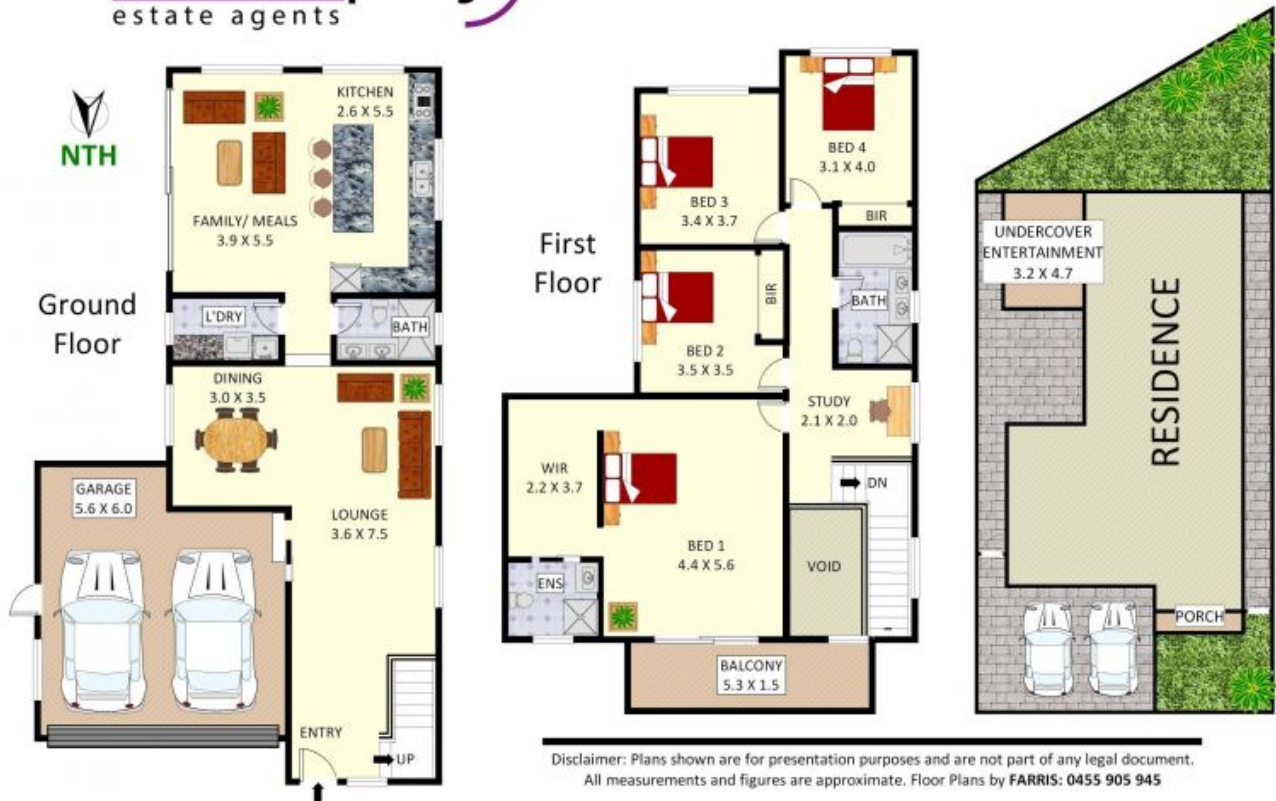 estate agents
NTH
Ground
Floor
KITCHEN
2.6 X 5.5
FAMILY/ MEALS
3.9 X 5.5
L'DRY
BATH
DINING
3.0 X 3.5
GARAGE
5.6 X 6.0
LOUNGE
3.6 X 7.5
ENTRY
UP
First
Floor
BED 4
3.1 X 4.0
BED 3
3.4 X 3.7
BIR
BATH
BIR
BED 2
3.5 X 3.5
STUDY
2.1 X 2.0
WIR
2.2 X 3.7
DN
BED 1
4.4 X 5.6
VOID
ENS
BALCONY
5.3 X 1.5
UNDERCOVER
ENTERTAINMENT
3.2 X 4.7
RESIDENCE
PORCH
Disclaimer: Plans shown are for presentation purposes and are not part of any legal document.
All measurements and figures are approximate. Floor Plans by FARRIS: 0455 905 945